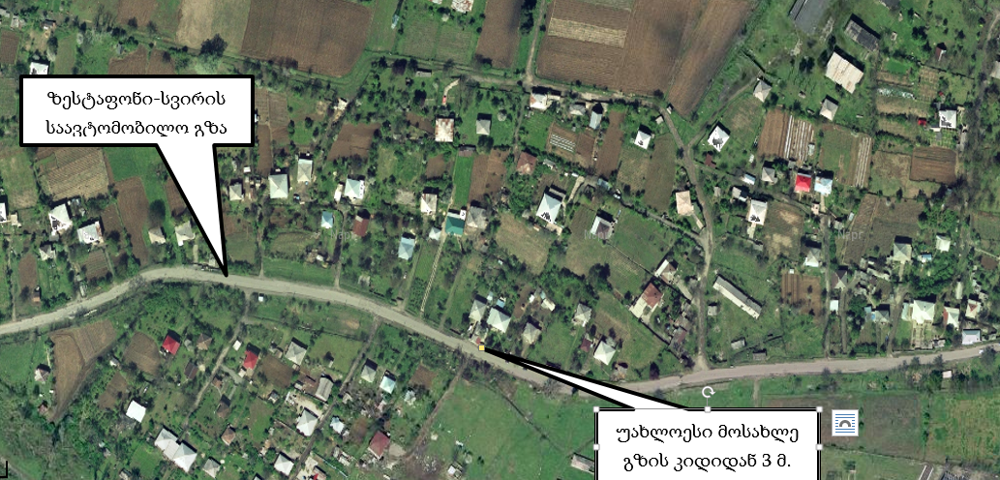 ზესტაფონი-სვირის
საავტომობილო გზა
უახლოესი მოსახლე
გზის კიდიდან 3 მ.